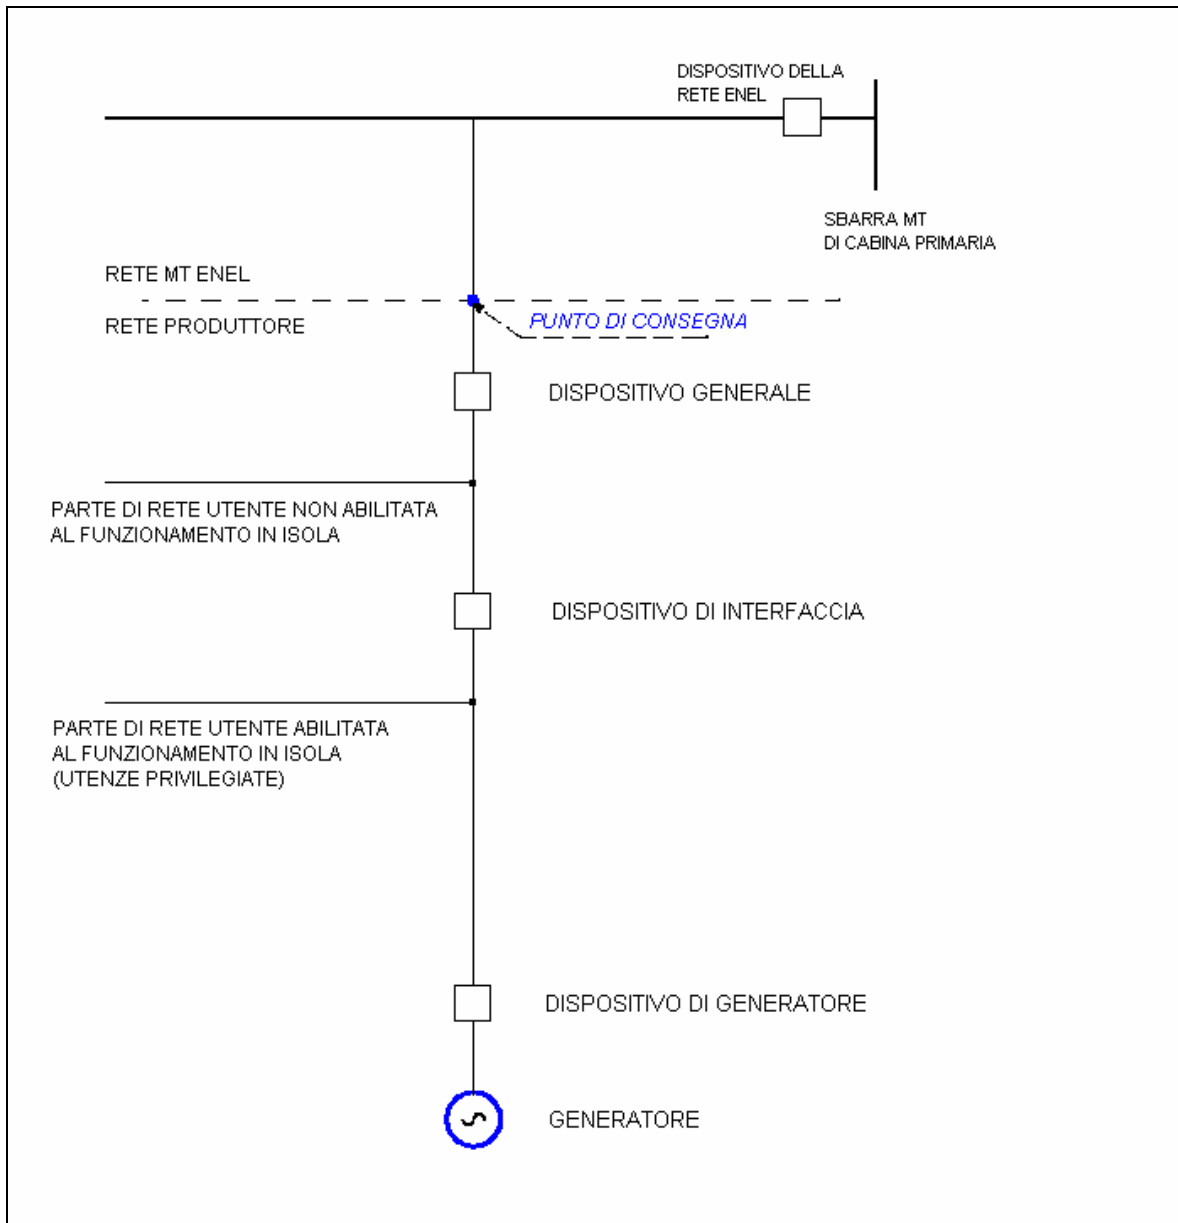 DISPOSITIVO DELLA
RETE ENEL
SBARRA MT
DI CABINA PRIMARIA
RETE MT ENEL
RETE PRODUTTORE
PUNTO DI CONSEGNA
DISPOSITIVO GENERALE
PARTE DI RETE UTENTE NON ABILITATA
AL FUNZIONAMENTO IN ISOLA
DISPOSITIVO DI INTERFACCIA
PARTE DI RETE UTENTE ABILITATA
AL FUNZIONAMENTO IN ISOLA
(UTENZE PRIVILEGIATE)
DISPOSITIVO DI GENERATORE
GENERATORE